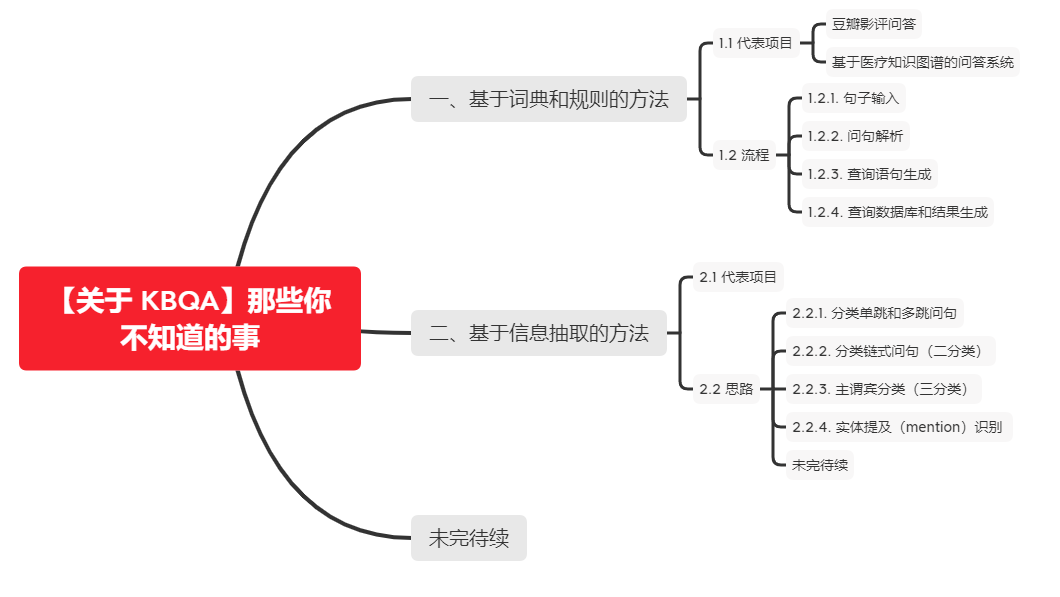 【关于 KBQA】那些你
不知道的事
一、基于词典和规则的方法
1.1 代表项目
豆瓣影评问答
基于医疗知识图谱的问答系统
1.2 流程
1.2.1. 句子输入
1.2.2. 问句解析
1.2.3. 查询语句生成
1.2.4. 查询数据库和结果生成
二、基于信息抽取的方法
2.1 代表项目
2.2 思路
2.2.1. 分类单跳和多跳问句
2.2.2. 分类链式问句（二分类）
2.2.3. 主谓宾分类（三分类）
2.2.4. 实体提及（mention）识别
未完待续
未完待续